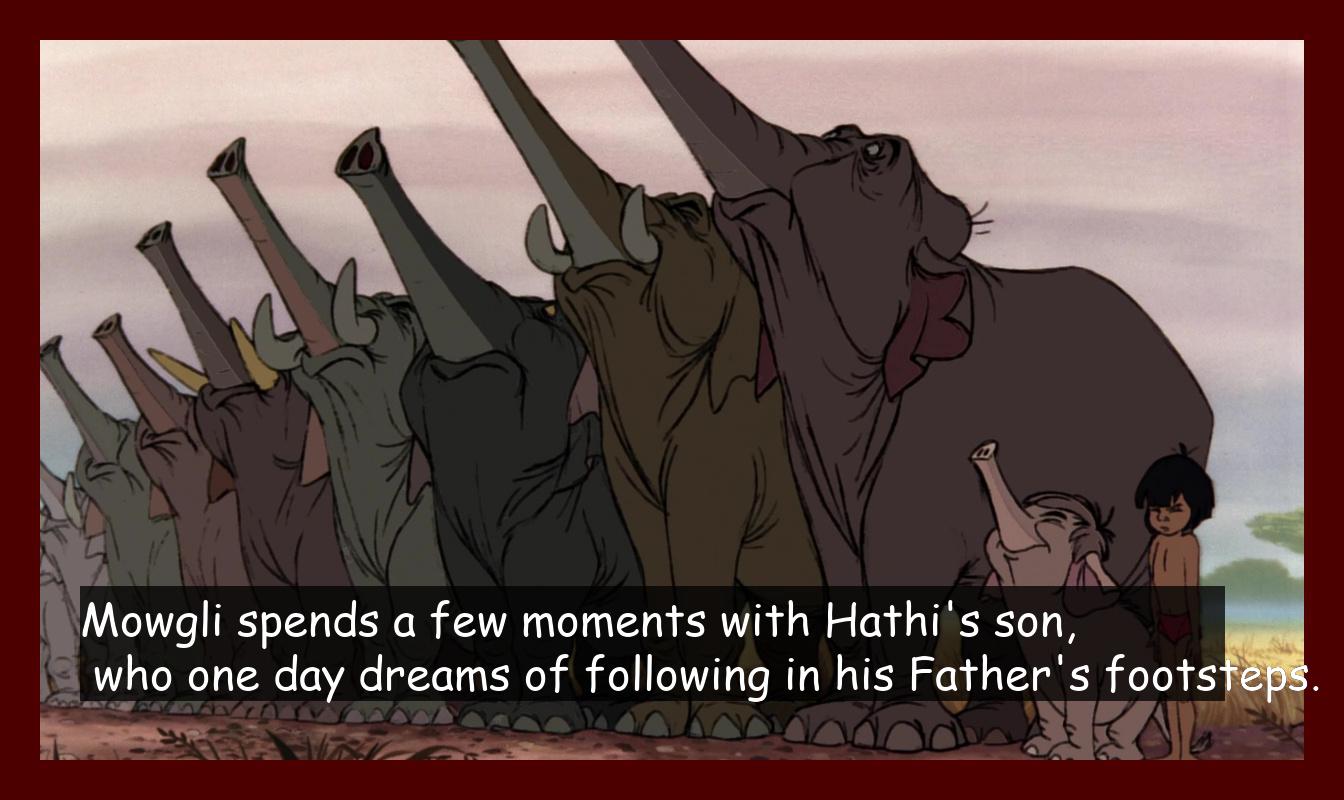 Mowgli spends a few moments with Hathi's son,
who one day dreams of following in his Father's footsteps.